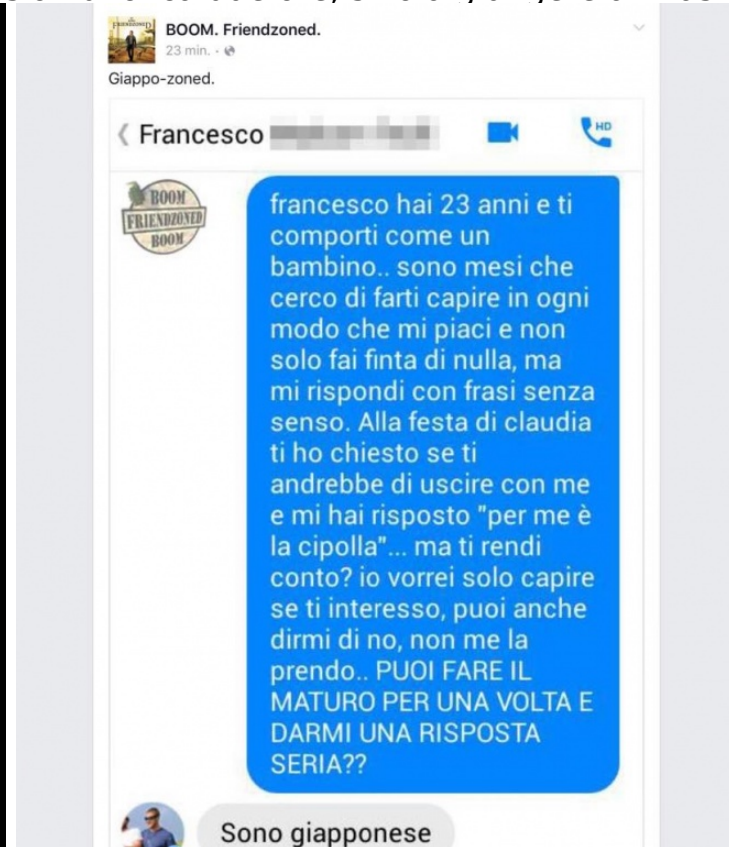 BOOM. Friendzoned.
23 min.
Giappo-zoned.
Francesco
HD
BOOM
FRIENDZONED
BOOM
francesco hai 23 anni e ti
comporti come un
bambino.. sono mesi che
cerco di farti capire in ogni
modo che mi piaci e non
solo fai finta di nulla, ma
mi rispondi con frasi senza
senso. Alla festa di claudia
ti ho chiesto se ti
andrebbe di uscire con me
e mi hai risposto "per me è
la cipolla"... ma ti rendi
conto? io vorrei solo capire
se ti interesso, puoi anche
dirmi di no, non me la
prendo.. PUOI FARE IL
MATURO PER UNA VOLTA E
DARMI UNA RISPOSTA
SERIA??
Sono giapponese